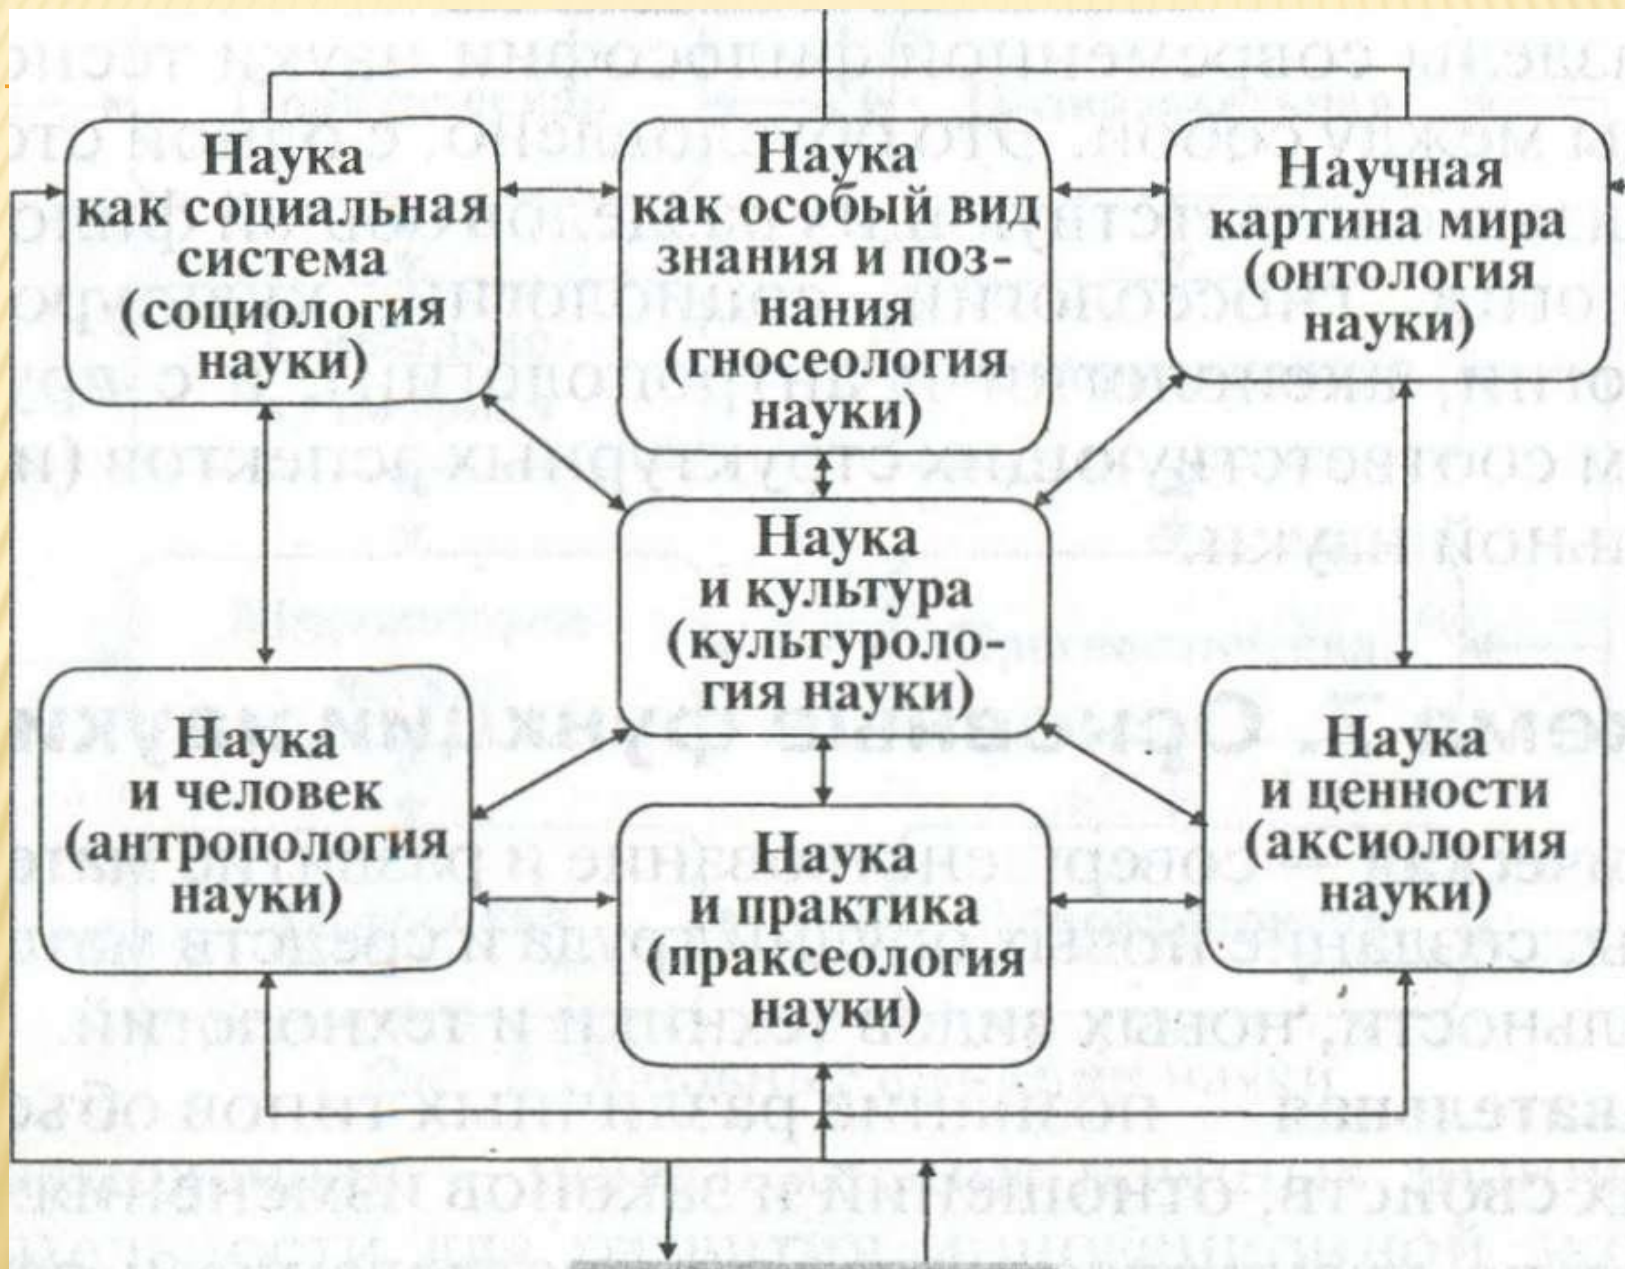 Наука
как социальная
система
(социология
науки)
Наука
как особый вид
знания и поз-
нания
(гносеология
науки)
Научная
картина мира
(онтология
науки)
Наука
и культура
(культуроло-
гия науки)
Наука
и человек
(антропология
науки)
Наука
и практика
(праксеология
науки)
Наука
и ценности
(аксиология
науки)